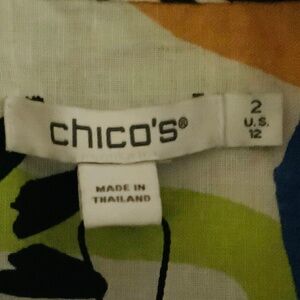 chico's®
2
U.S.
12
MADE IN
THAILAND